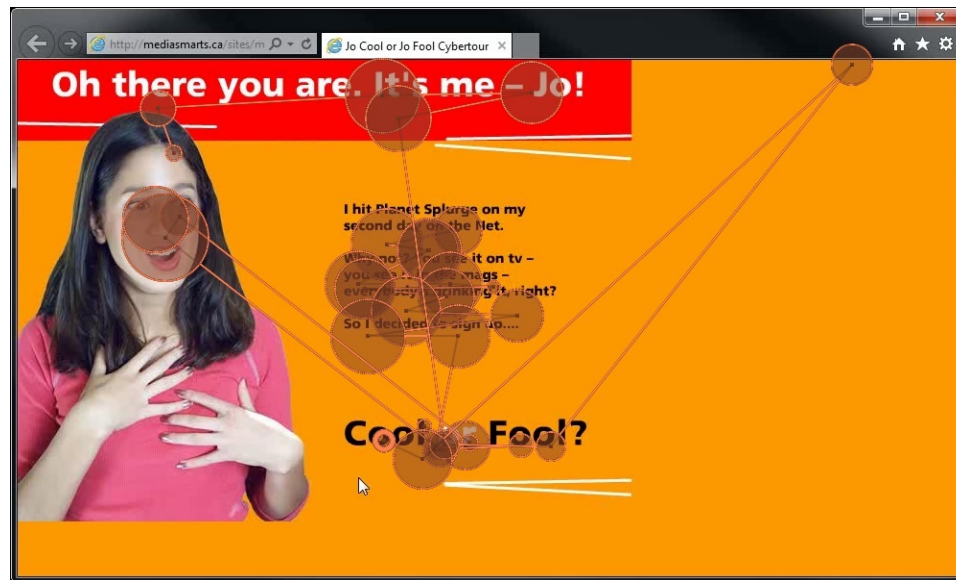 http://mediasmarts.ca/sites/m
Jo Cool or Jo Fool Cybertour
Oh there you are. It's me – Jo!
I hit Planet Splurge on my
second day on the Net.
Why not? You see it on tv –
you see it in the mags –
everybody's drinking it, right?
So I decided to sign up....
Cool or Fool?